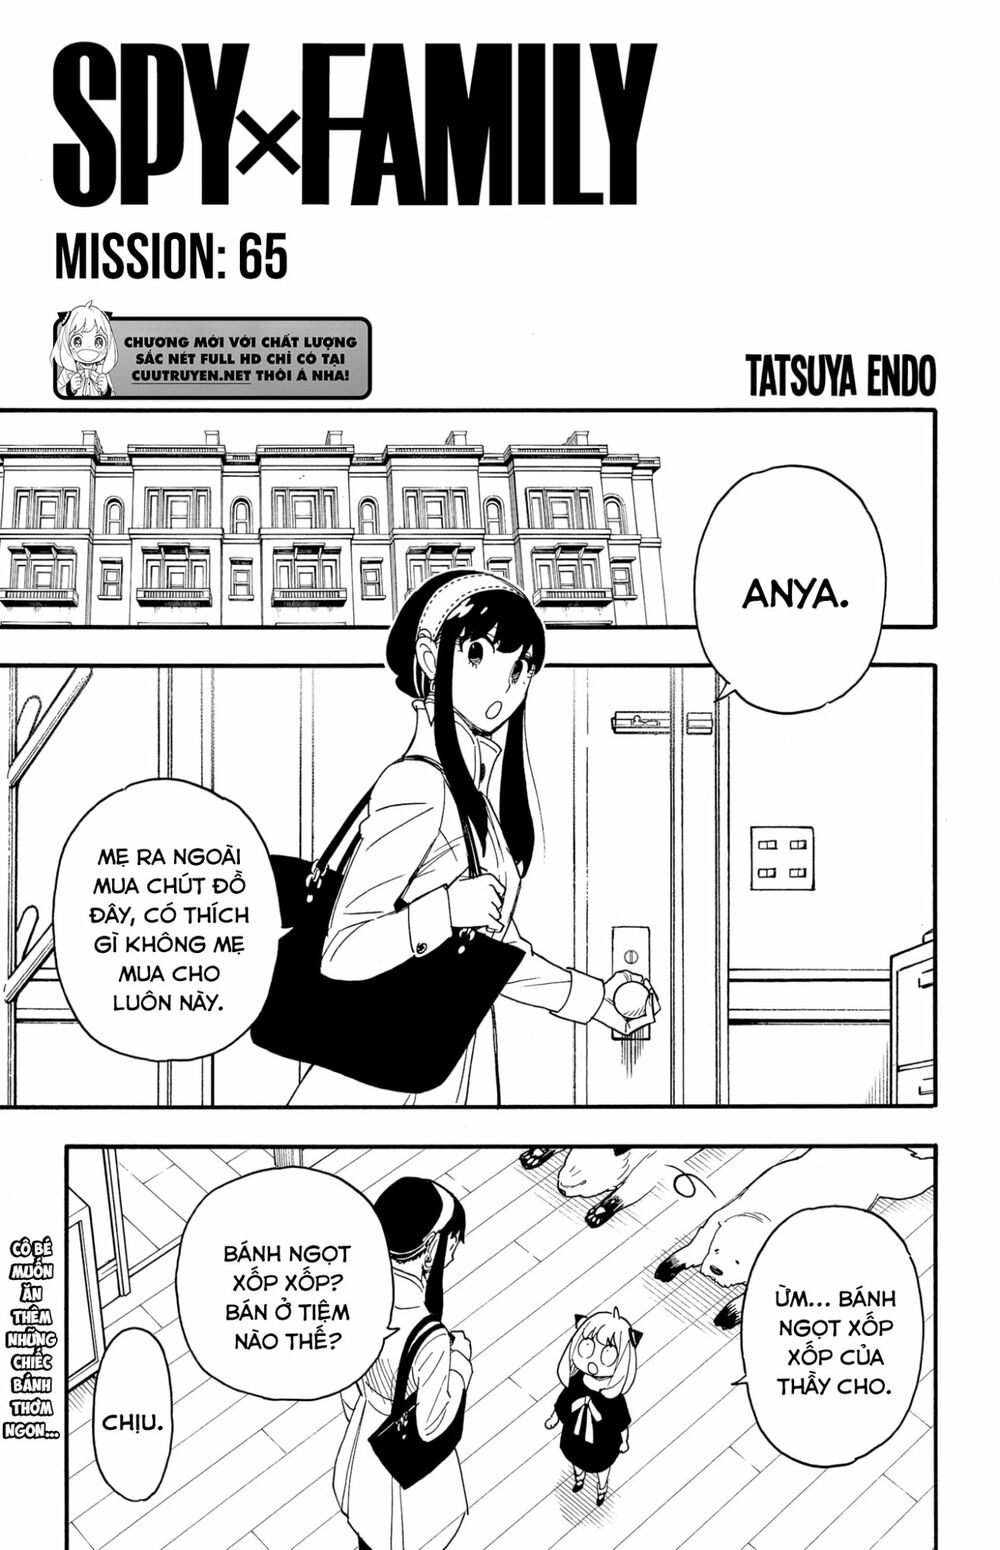 SPY×FAMILY
MISSION: 65
CHƯƠNG MỚI VỚI CHẤT LƯỢNG
SẮC NÉT FULL HD CHỈ CÓ TẠI
CUUTRUYEN.NET THÔI Á NHA!
TATSUYA ENDO
ANYA.
MẸ RA NGOÀI
MUA CHÚT ĐỒ
ĐÂY, CÓ THÍCH
GÌ KHÔNG MẸ
MUA CHO
LUÔN NÀY.
ỪM... BÁNH
NGỌT XỐP
XỐP CỦA
THẦY CHO.
BÁNH NGỌT
XỐP XỐP?
BÁN Ở TIỆM
NÀO THẾ?
CHỊU.
CÔ BÉ
MUỐN
ĂN
THÊM
NHỮNG
CHIẾC
BÁNH
THƠM
NGON...